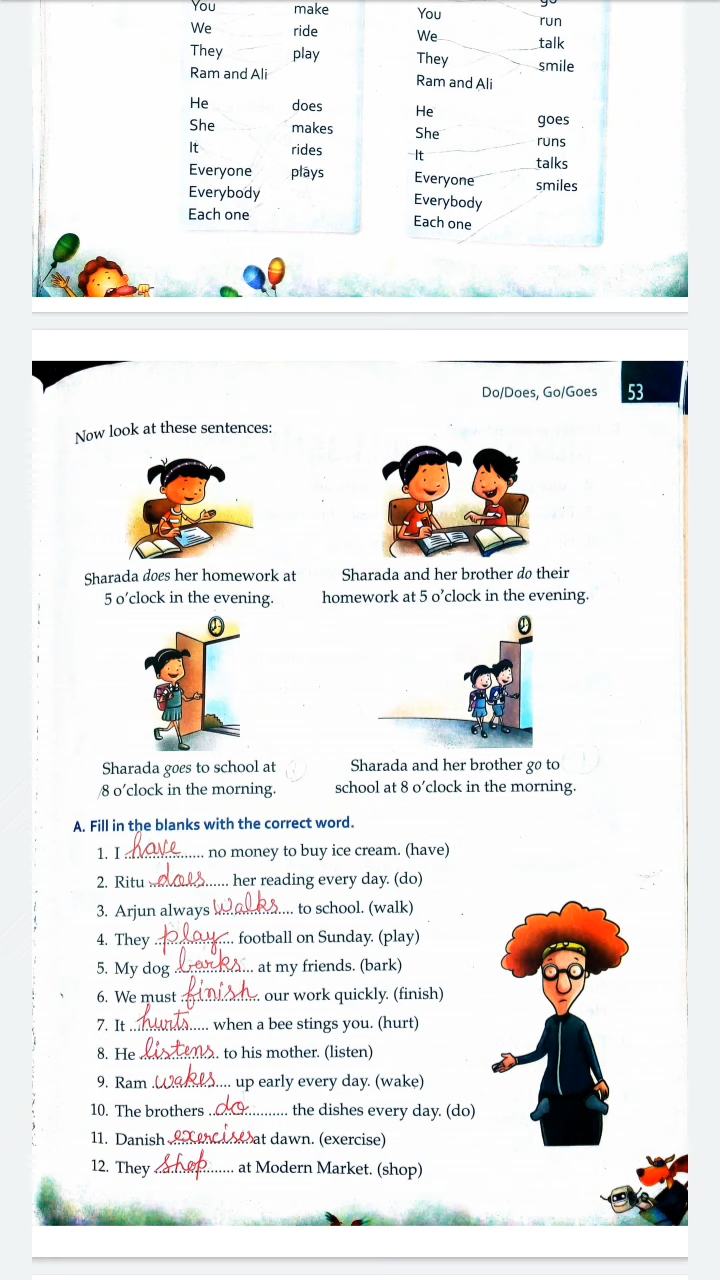 You make
We ride
They play
Ram and Ali
He does
She makes
It rides
Everyone plays
Everybody
Each one
go
You run
We talk
They smile
Ram and Ali
He goes
She runs
It talks
Everyone smiles
Everybody
Each one
Do/Does, Go/Goes 53
Now look at these sentences:
Sharada does her homework at
5 o'clock in the evening.
Sharada and her brother do their
homework at 5 o'clock in the evening.
Sharada goes to school at
8 o'clock in the morning.
Sharada and her brother go to
school at 8 o'clock in the morning.
A. Fill in the blanks with the correct word.
1. I have no money to buy ice cream. (have)
2. Ritu does her reading every day. (do)
3. Arjun always walks to school. (walk)
4. They play football on Sunday. (play)
5. My dog barks at my friends. (bark)
6. We must finish our work quickly. (finish)
7. It hurts when a bee stings you. (hurt)
8. He listens to his mother. (listen)
9. Ram wakes up early every day. (wake)
10. The brothers do the dishes every day. (do)
11. Danish exercises at dawn. (exercise)
12. They shop at Modern Market. (shop)